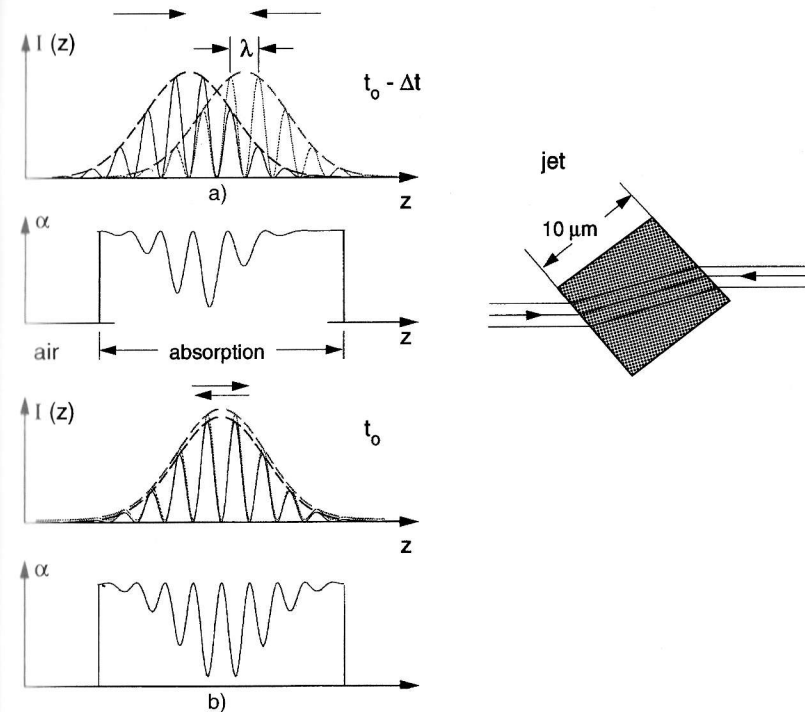 I (z)
λ
t₀ - Δt
a)
z
α
z
air
absorption
I (z)
t₀
z
α
b)
jet
10 μm